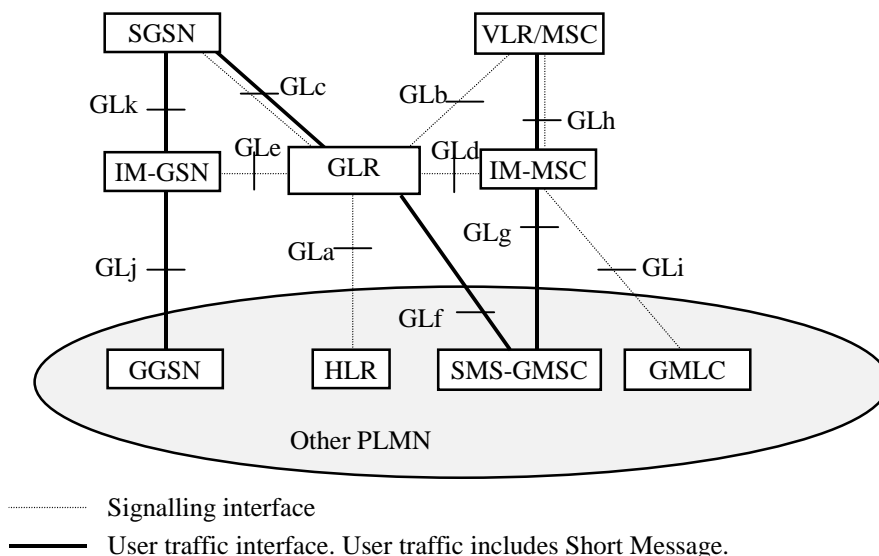 SGSN
VLR/MSC
GLc
GLb
GLk
GLh
GLe
GLd
IM-GSN
GLR
IM-MSC
GLg
GLa
GLj
GLi
GLf
GGSN
HLR
SMS-GMSC
GMLC
Other PLMN
Signalling interface
User traffic interface. User traffic includes Short Message.